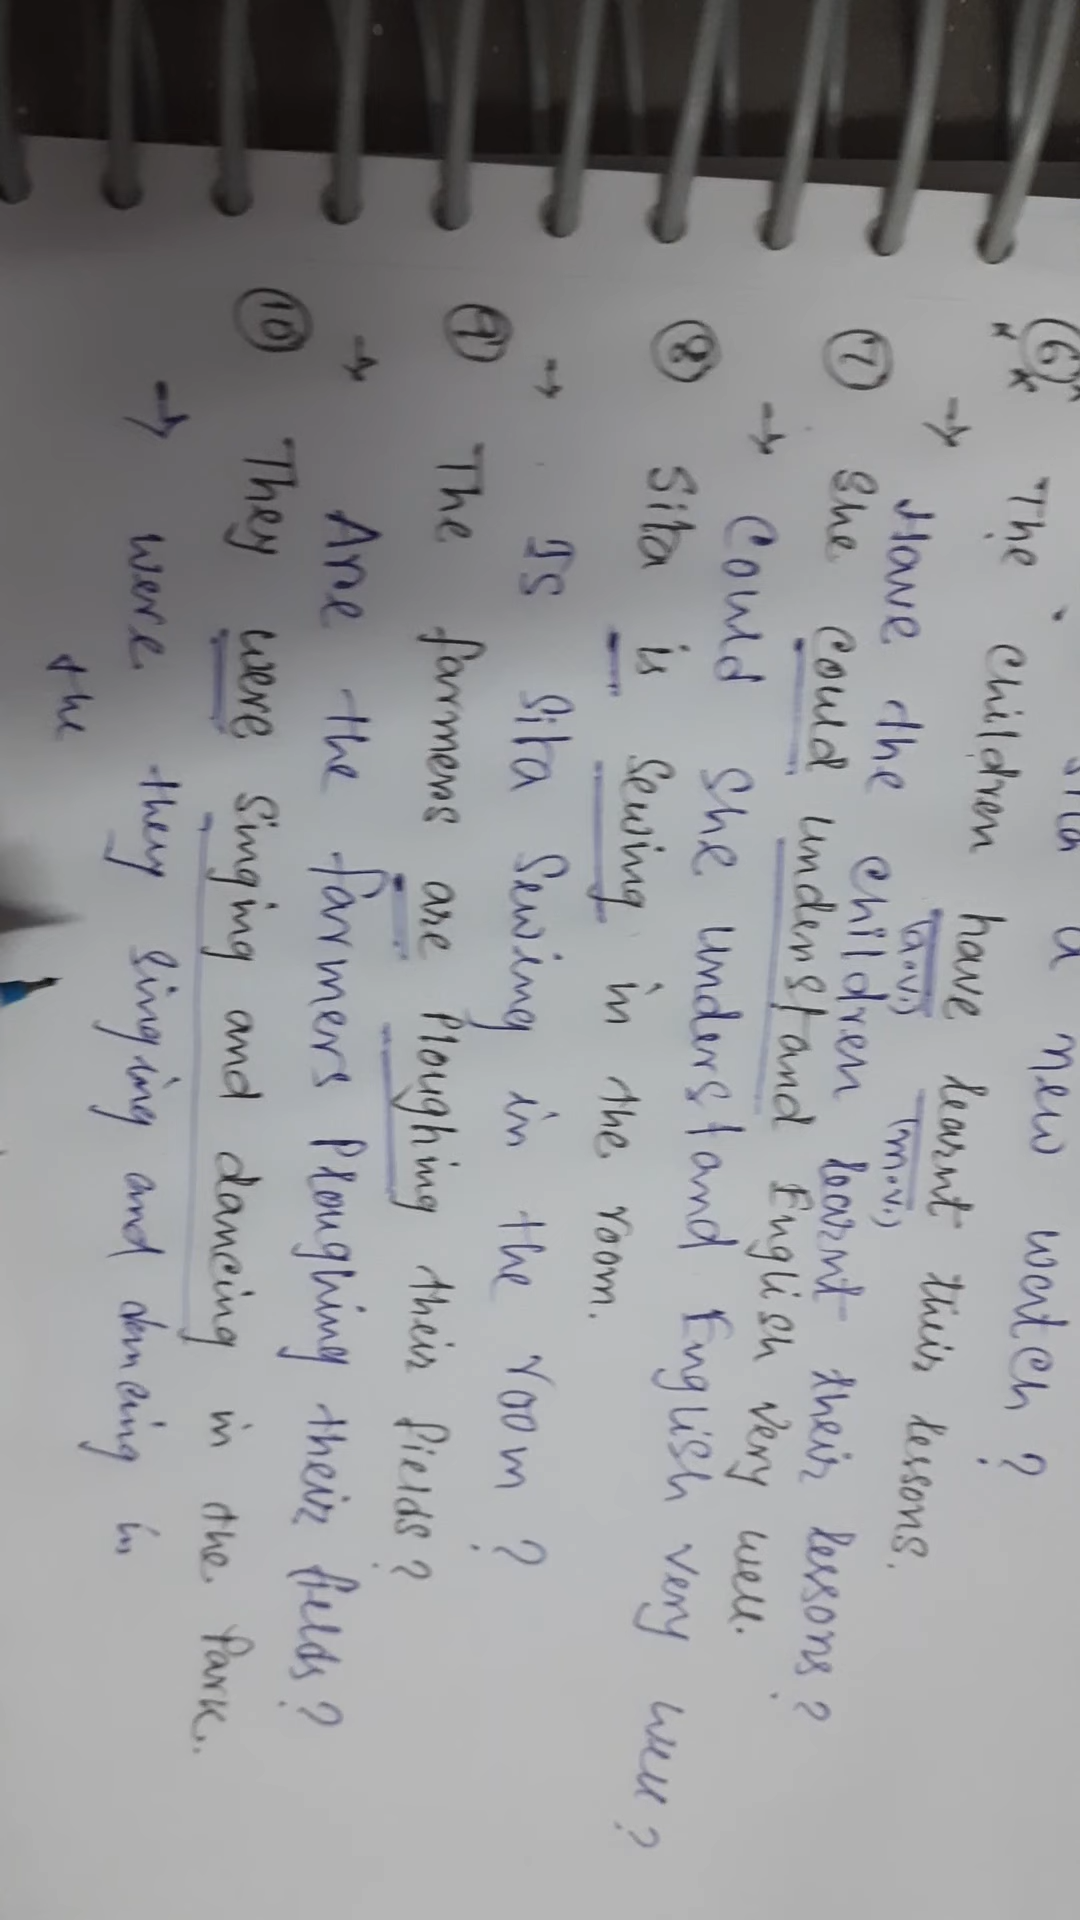 a new watch ?
⑥ The children have learnt their lessons.
(a.v.) (m.v.)
→ Have the children learnt their lessons?
⑦ She could understand English very well.
→ Could she understand English very well?
⑧ Sita is sewing in the room.
→ Is Sita sewing in the room?
⑨ The farmers are Ploughing their fields?
→ Are the farmers Ploughing their fields?
⑩ They were singing and dancing in the Park.
→ were they singing and dancing in
the